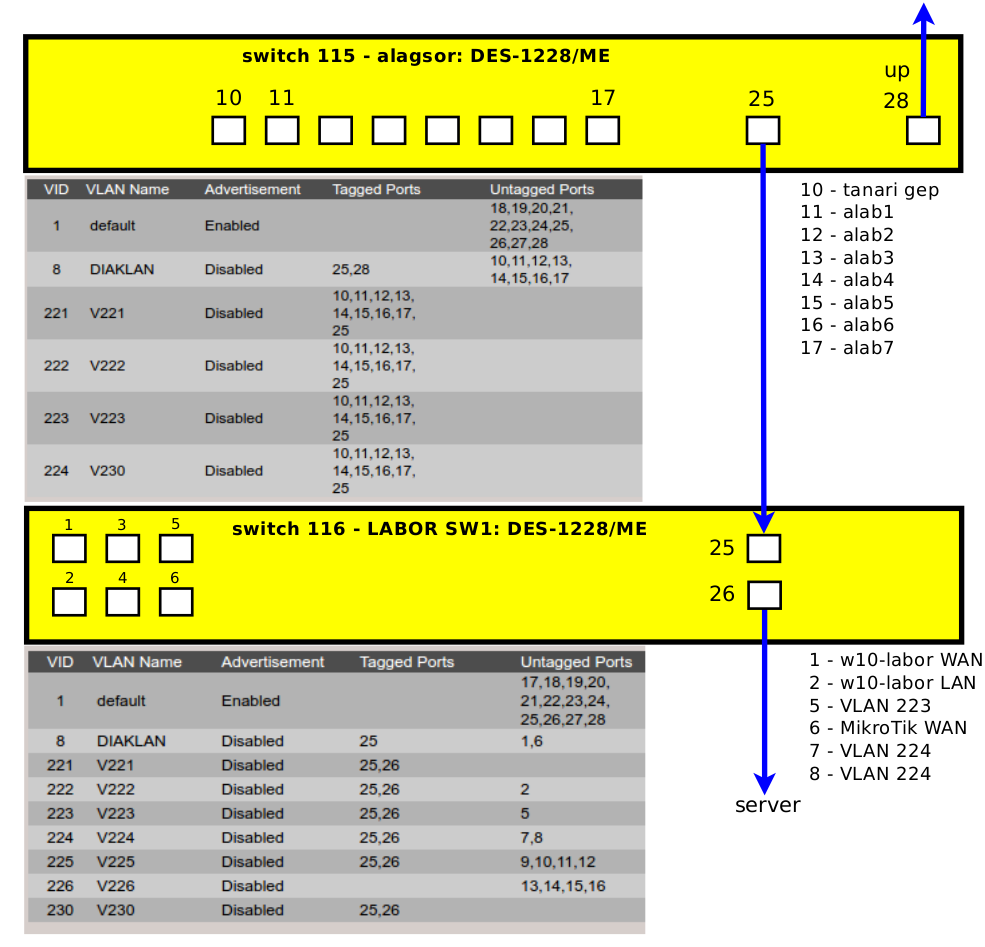 switch 115 - alagsor: DES-1228/ME
up
28
10 11 17 25
VID VLAN Name Advertisement Tagged Ports Untagged Ports
1 default Enabled 18,19,20,21,
22,23,24,25,
26,27,28
8 DIAKLAN Disabled 25,28 10,11,12,13,
14,15,16,17
221 V221 Disabled 10,11,12,13,
14,15,16,17,
25
222 V222 Disabled 10,11,12,13,
14,15,16,17,
25
223 V223 Disabled 10,11,12,13,
14,15,16,17,
25
224 V230 Disabled 10,11,12,13,
14,15,16,17,
25
10 - tanari gep
11 - alab1
12 - alab2
13 - alab3
14 - alab4
15 - alab5
16 - alab6
17 - alab7
switch 116 - LABOR SW1: DES-1228/ME
1 3 5
2 4 6
25
26
VID VLAN Name Advertisement Tagged Ports Untagged Ports
1 default Enabled 17,18,19,20,
21,22,23,24,
25,26,27,28
8 DIAKLAN Disabled 25 1,6
221 V221 Disabled 25,26
222 V222 Disabled 25,26 2
223 V223 Disabled 25,26 5
224 V224 Disabled 25,26 7,8
225 V225 Disabled 25,26 9,10,11,12
226 V226 Disabled 13,14,15,16
230 V230 Disabled 25,26
1 - w10-labor WAN
2 - w10-labor LAN
5 - VLAN 223
6 - MikroTik WAN
7 - VLAN 224
8 - VLAN 224
server